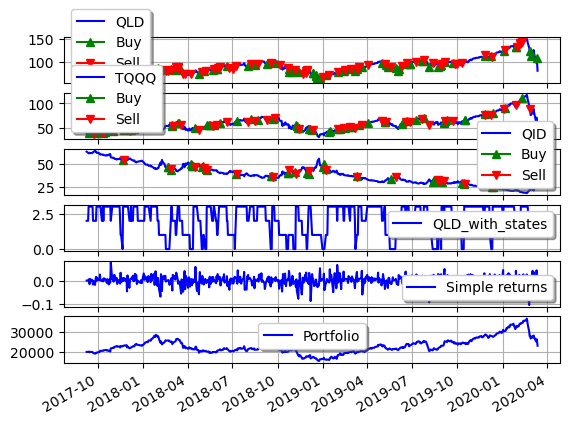 QLD
Buy
Sell
150
100
TQQQ
Buy
Sell
100
50
QID
Buy
Sell
50
25
QLD_with_states
2.5
0.0
Simple returns
0.0
−0.1
Portfolio
30000
20000
2017-10 2018-01 2018-04 2018-07 2018-10 2019-01 2019-04 2019-07 2019-10 2020-01 2020-04